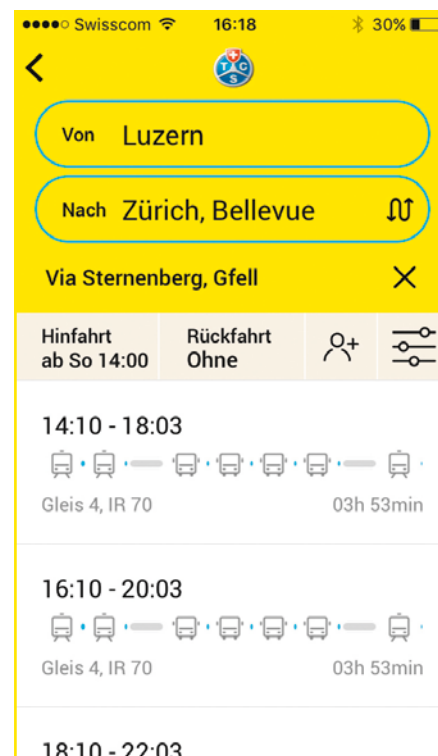 Swisscom 16:18 30%
TCS
Von Luzern
Nach Zürich, Bellevue
Via Sternenberg, Gfell
Hinfahrt Rückfahrt
ab So 14:00 Ohne
14:10 - 18:03
Gleis 4, IR 70 03h 53min
16:10 - 20:03
Gleis 4, IR 70 03h 53min
18:10 - 22:03